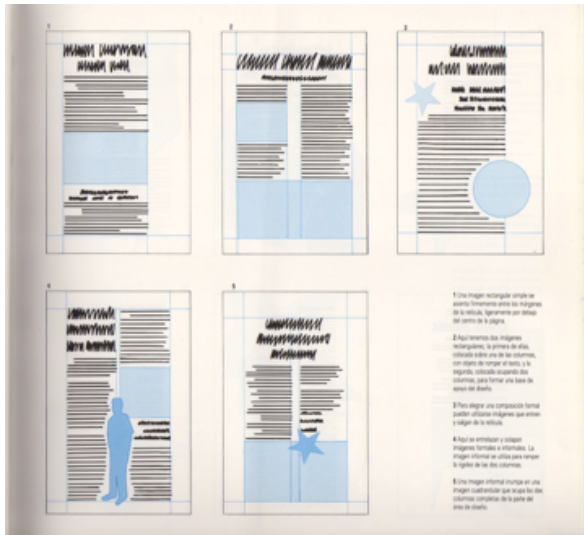 1
2
3
4
5
1 Una imagen rectangular simple se
asienta firmemente entre los márgenes
de la retícula, ligeramente por debajo
del centro de la página.
2 Aquí tenemos dos imágenes
rectangulares, la primera de ellas,
colocada sobre una de las columnas,
con objeto de romper el texto, y la
segunda, colocada ocupando dos
columnas, para formar una base de
apoyo del diseño.
3 Para alegrar una composición formal
pueden utilizarse imágenes que entren
y salgan de la retícula.
4 Aquí se entrelazan y solapan
imágenes formales e informales. La
imagen informal se utiliza para romper
la rigidez de las dos columnas
5 Una imagen informal irrumpe en una
imagen cuadrangular que ocupa las dos
columnas completas de la parte del
área de diseño.